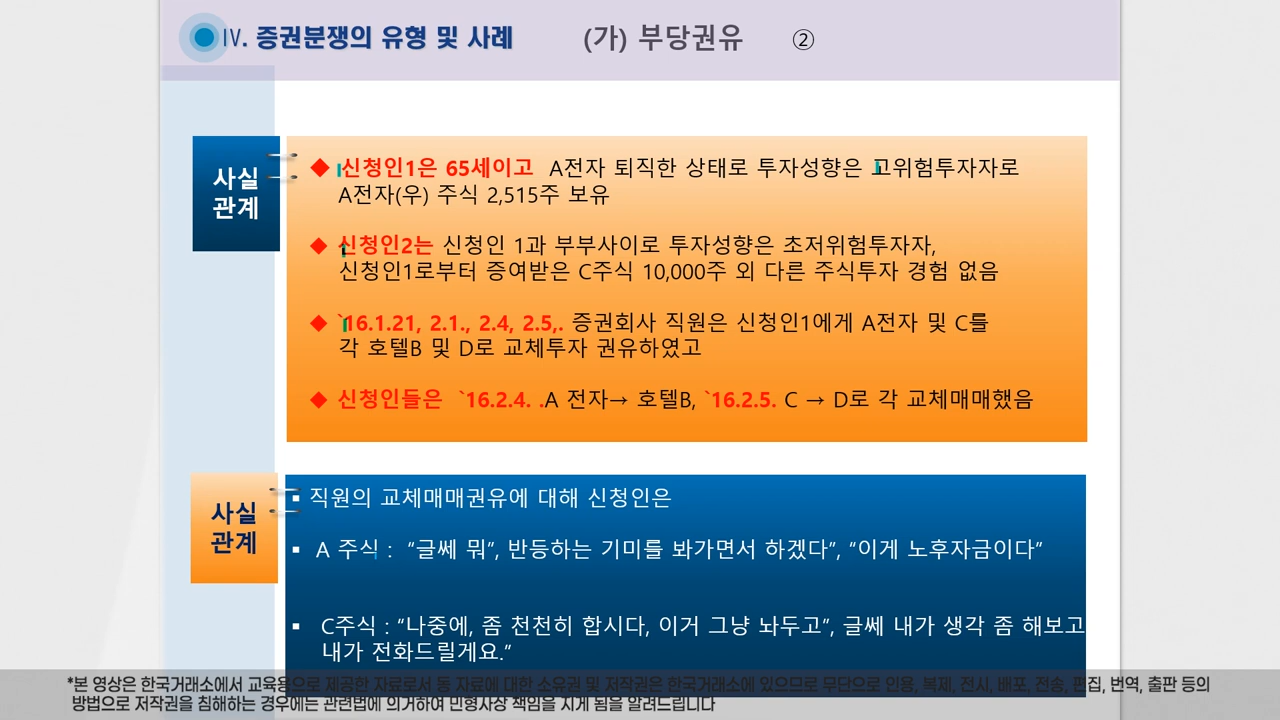 Ⅳ. 증권분쟁의 유형 및 사례 (가) 부당권유 ②
사실
관계
◆ 신청인1은 65세이고 A전자 퇴직한 상태로 투자성향은 고위험투자자로
A전자(우) 주식 2,515주 보유
◆ 신청인2는 신청인 1과 부부사이로 투자성향은 초저위험투자자,
신청인1로부터 증여받은 C주식 10,000주 외 다른 주식투자 경험 없음
◆ `16.1.21, 2.1., 2.4, 2.5,. 증권회사 직원은 신청인1에게 A전자 및 C를
각 호텔B 및 D로 교체투자 권유하였고
◆ 신청인들은 `16.2.4. .A 전자→ 호텔B, `16.2.5. C → D로 각 교체매매했음
사실
관계
▪ 직원의 교체매매권유에 대해 신청인은
▪ A 주식 : “글쎄 뭐”, 반등하는 기미를 봐가면서 하겠다”, “이게 노후자금이다”
▪ C주식 : “나중에, 좀 천천히 합시다, 이거 그냥 놔두고”, 글쎄 내가 생각 좀 해보고
내가 전화드릴게요.”
*본 영상은 한국거래소에서 교육용으로 제공한 자료로서 동 자료에 대한 소유권 및 저작권은 한국거래소에 있으므로 무단으로 인용, 복제, 전시, 배포, 전송, 편집, 번역, 출판 등의
방법으로 저작권을 침해하는 경우에는 관련법에 의거하여 민형사상 책임을 지게 됨을 알려드립니다